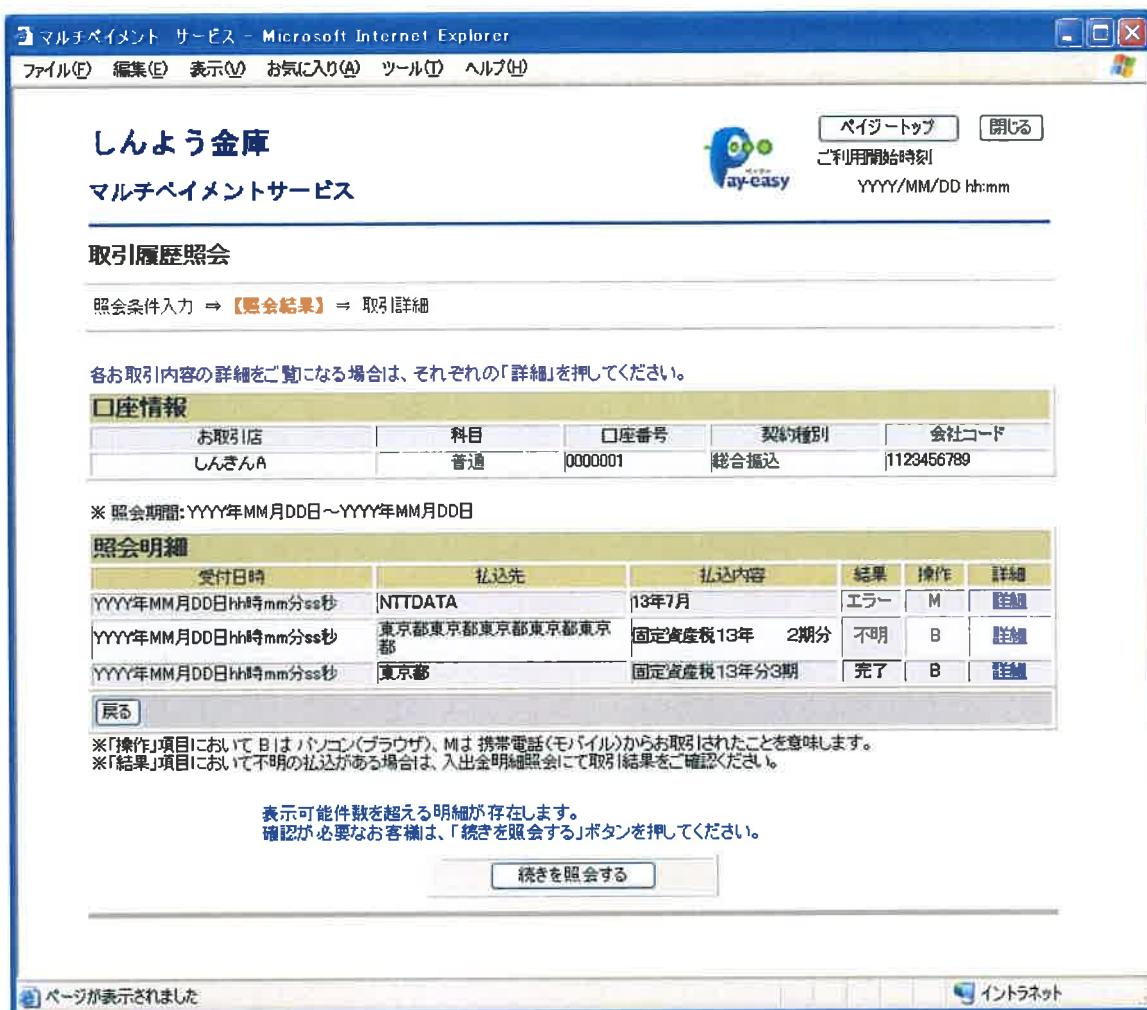 マルチペイメント サービス - Microsoft Internet Explorer
ファイル(F) 編集(E) 表示(V) お気に入り(A) ツール(T) ヘルプ(H)
しんよう金庫
マルチペイメントサービス
ペイジー
Pay-easy
ペイジートップ 閉じる
ご利用開始時刻
YYYY/MM/DD hh:mm
取引履歴照会
照会条件入力 ⇒ 【照会結果】 ⇒ 取引詳細
各お取引内容の詳細をご覧になる場合は、それぞれの「詳細」を押してください。
口座情報
お取引店 科目 口座番号 契約種別 会社コード
しんきんA 普通 0000001 総合振込 1123456789
※ 照会期間:YYYY年MM月DD日～YYYY年MM月DD日
照会明細
受付日時 払込先 払込内容 結果 操作 詳細
YYYY年MM月DD日hh時mm分ss秒 NTTDATA 13年7月 エラー M 詳細
YYYY年MM月DD日hh時mm分ss秒 東京都東京都東京都東京都東京都 固定資産税13年 2期分 不明 B 詳細
YYYY年MM月DD日hh時mm分ss秒 東京都 固定資産税13年分3期 完了 B 詳細
戻る
※「操作」項目において B は パソコン(ブラウザ)、Mは 携帯電話(モバイル)からお取引されたことを意味します。
※「結果」項目において不明の払込がある場合は、入出金明細照会にて取引結果をご確認ください。
表示可能件数を超える明細が存在します。
確認が必要なお客様は、「続きを照会する」ボタンを押してください。
続きを照会する
ページが表示されました イントラネット